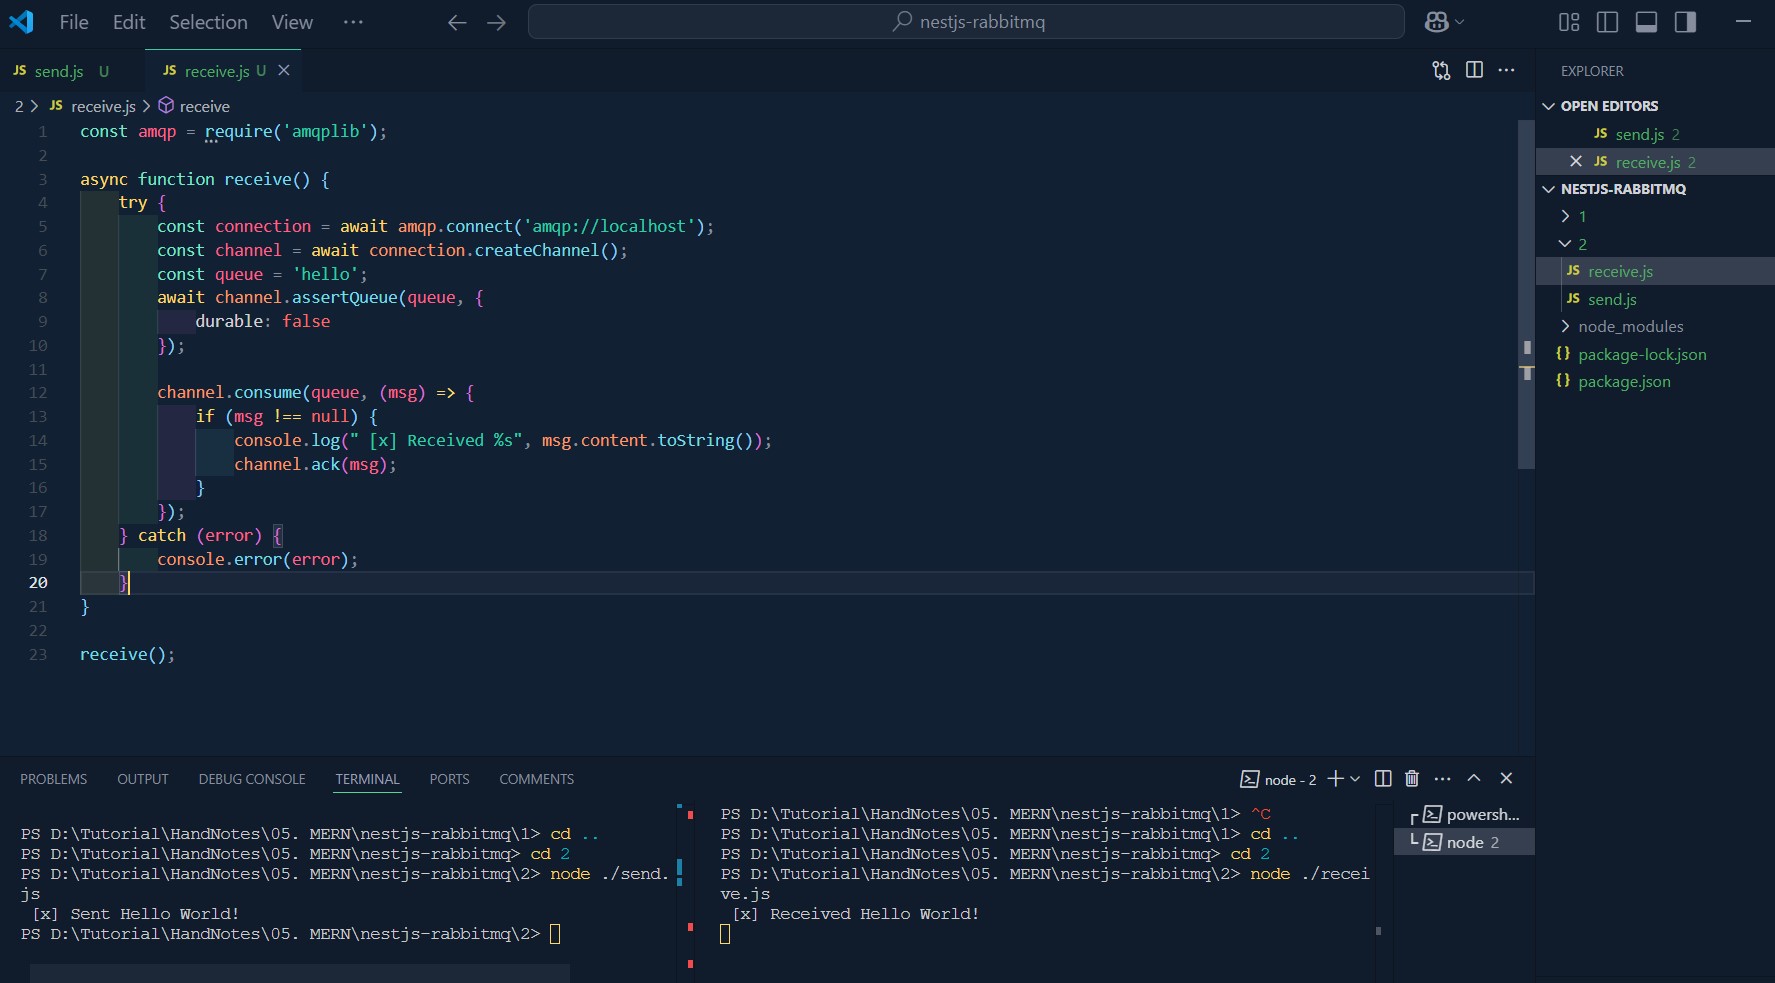 File Edit Selection View ···
nestjs-rabbitmq
JS send.js U
JS receive.js U
2 > JS receive.js > receive
1 const amqp = require('amqplib');
2
3 async function receive() {
4 try {
5 const connection = await amqp.connect('amqp://localhost');
6 const channel = await connection.createChannel();
7 const queue = 'hello';
8 await channel.assertQueue(queue, {
9 durable: false
10 });
11
12 channel.consume(queue, (msg) => {
13 if (msg !== null) {
14 console.log(" [x] Received %s", msg.content.toString());
15 channel.ack(msg);
16 }
17 });
18 } catch (error) {
19 console.error(error);
20 }
21 }
22
23 receive();
EXPLORER
OPEN EDITORS
JS send.js 2
JS receive.js 2
NESTJS-RABBITMQ
1
2
JS receive.js
JS send.js
node_modules
{} package-lock.json
{} package.json
PROBLEMS OUTPUT DEBUG CONSOLE TERMINAL PORTS COMMENTS
node - 2
PS D:\Tutorial\HandNotes\05. MERN\nestjs-rabbitmq\1> cd ..
PS D:\Tutorial\HandNotes\05. MERN\nestjs-rabbitmq> cd 2
PS D:\Tutorial\HandNotes\05. MERN\nestjs-rabbitmq\2> node ./send.
js
[x] Sent Hello World!
PS D:\Tutorial\HandNotes\05. MERN\nestjs-rabbitmq\2>
PS D:\Tutorial\HandNotes\05. MERN\nestjs-rabbitmq\1> ^C
PS D:\Tutorial\HandNotes\05. MERN\nestjs-rabbitmq\1> cd ..
PS D:\Tutorial\HandNotes\05. MERN\nestjs-rabbitmq> cd 2
PS D:\Tutorial\HandNotes\05. MERN\nestjs-rabbitmq\2> node ./recei
ve.js
[x] Received Hello World!
powersh...
node 2